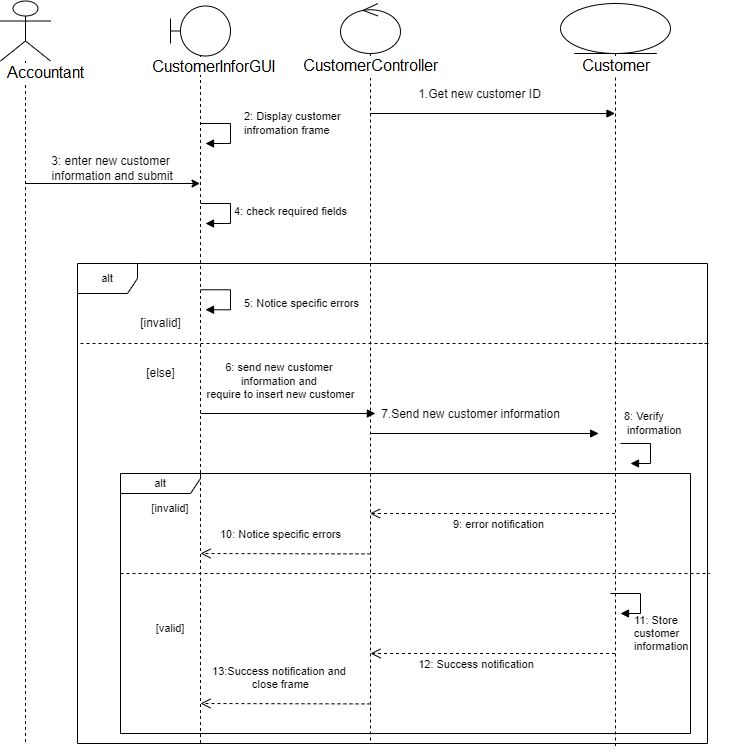 Accountant
CustomerInforGUI
CustomerController
Customer
1.Get new customer ID
2: Display customer
infromation frame
3: enter new customer
information and submit
4: check required fields
alt
5: Notice specific errors
[invalid]
[else]
6: send new customer
information and
require to insert new customer
7.Send new customer information
8: Verify
information
alt
[invalid]
9: error notification
10: Notice specific errors
11: Store
customer
information
[valid]
12: Success notification
13:Success notification and
close frame